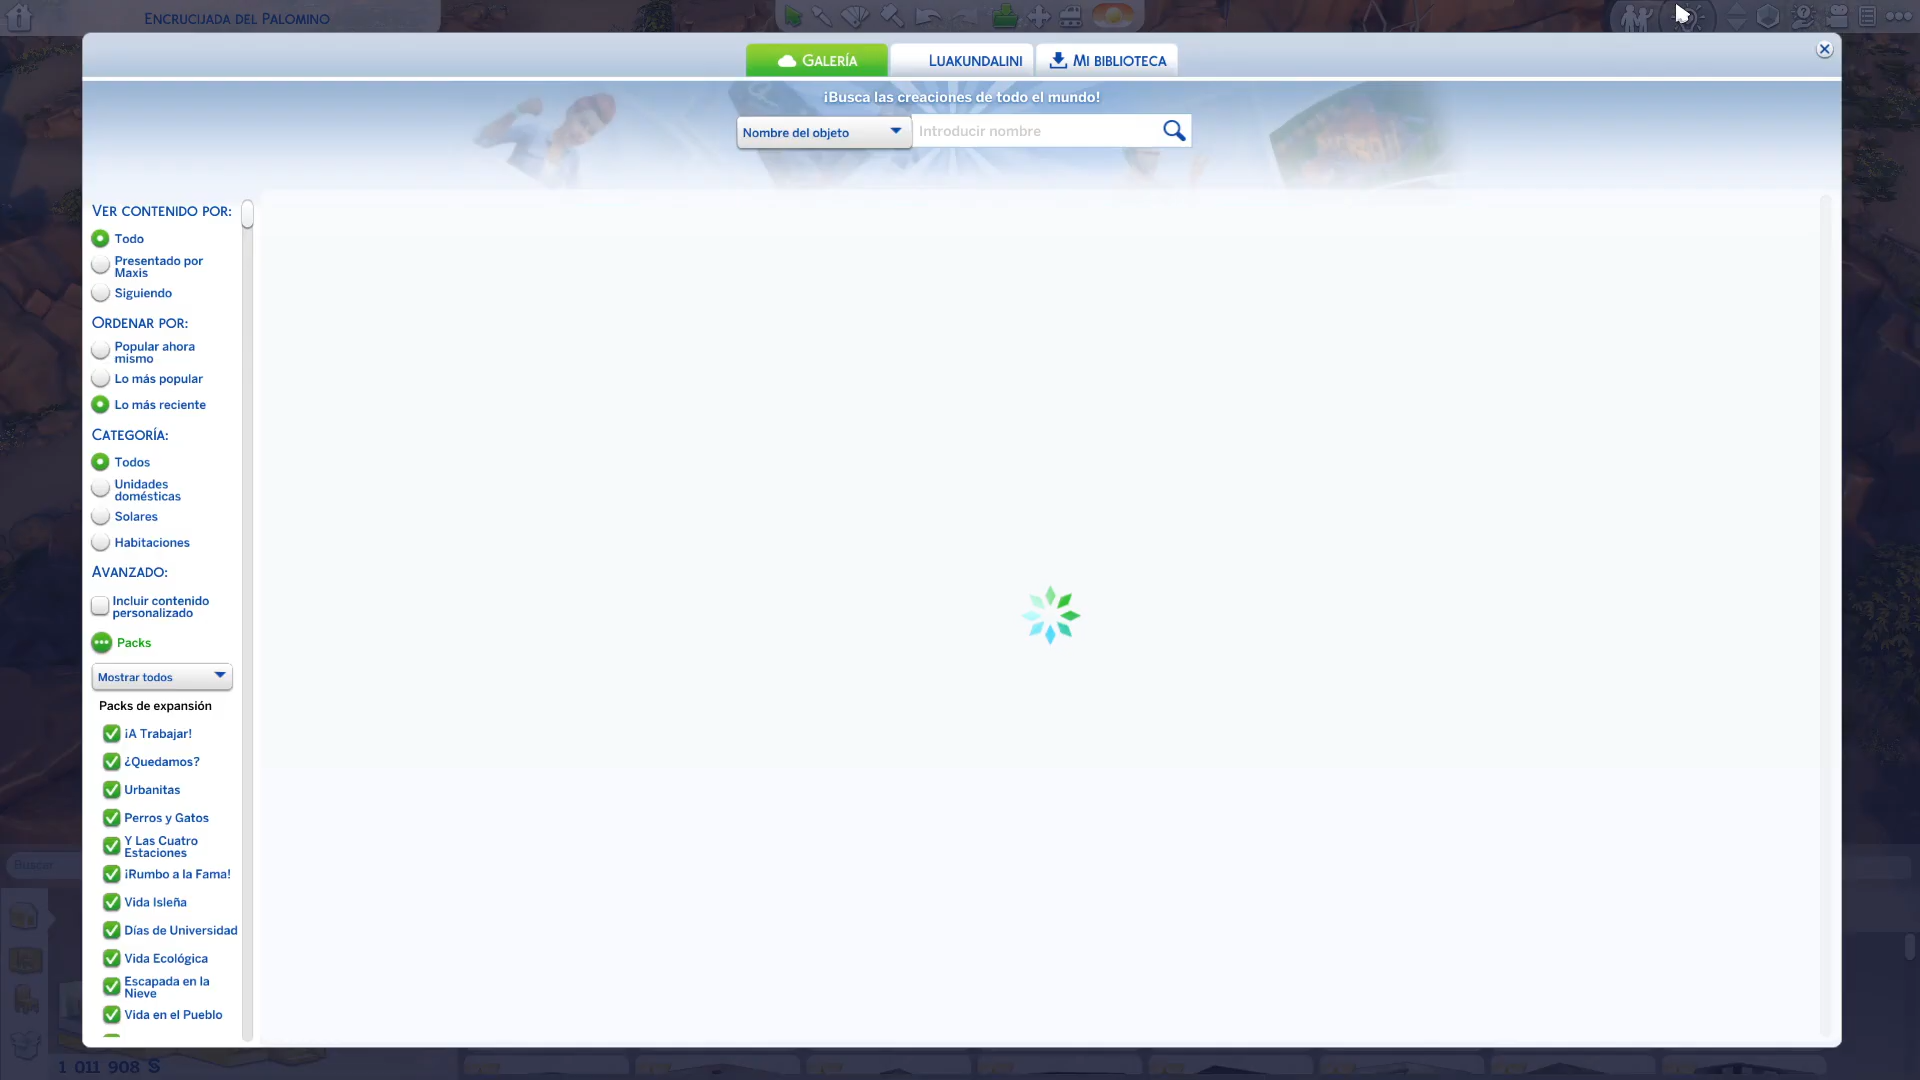 Encrucijada del Palomino
Galería
Luakundalini
Mi biblioteca
¡Busca las creaciones de todo el mundo!
Nombre del objeto
Introducir nombre
Ver contenido por:
Todo
Presentado por
Maxis
Siguiendo
Ordenar por:
Popular ahora
mismo
Lo más popular
Lo más reciente
Categoría:
Todos
Unidades
domésticas
Solares
Habitaciones
Avanzado:
Incluir contenido
personalizado
Packs
Mostrar todos
Packs de expansión
¡A Trabajar!
¿Quedamos?
Urbanitas
Perros y Gatos
Y Las Cuatro
Estaciones
¡Rumbo a la Fama!
Vida Isleña
Días de Universidad
Vida Ecológica
Escapada en la
Nieve
Vida en el Pueblo
Buscar
1 011 908 §